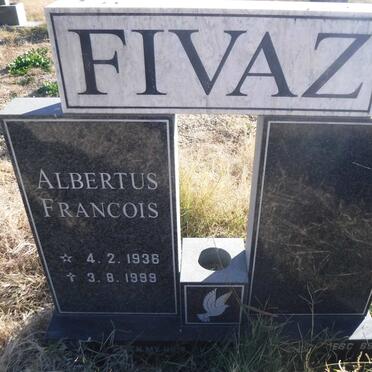 FIVAZ
ALBERTUS
FRANCOIS
☆ 4.2.1936
✝ 3.8.1999